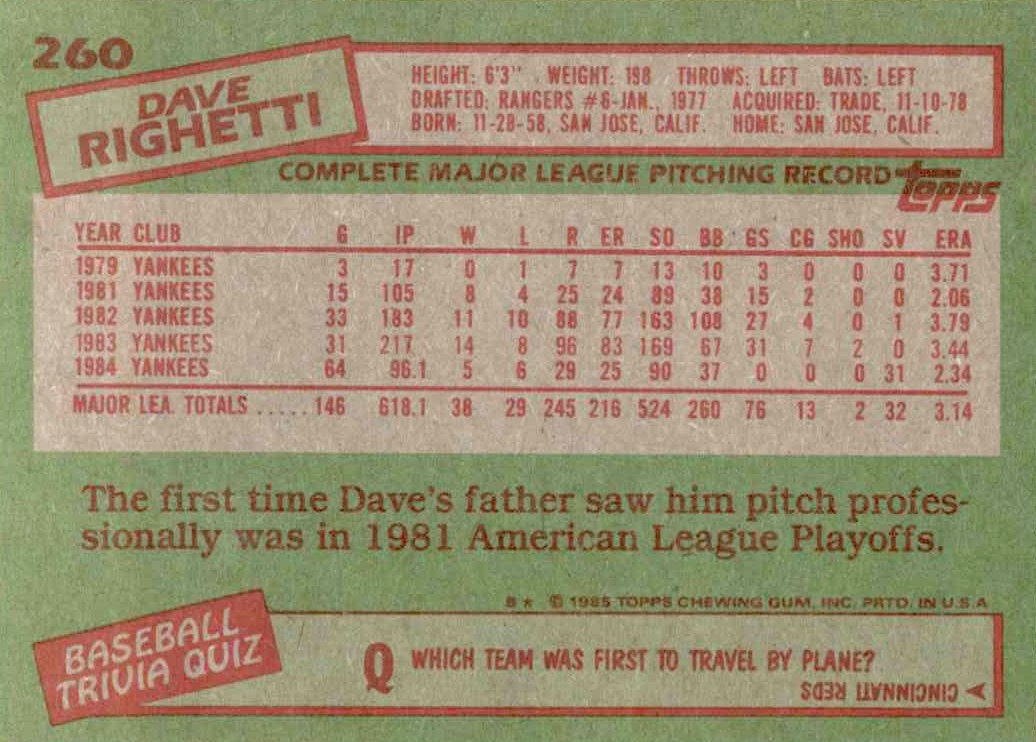 260
DAVE
RIGHETTI
HEIGHT: 6'3" WEIGHT: 198 THROWS: LEFT BATS: LEFT
DRAFTED: RANGERS #6-JAN., 1977 ACQUIRED: TRADE, 11-10-78
BORN: 11-28-58, SAN JOSE, CALIF. HOME: SAN JOSE, CALIF.
COMPLETE MAJOR LEAGUE PITCHING RECORD
topps
YEAR CLUB G IP W L R ER SO BB GS CG SHO SV ERA
1979 YANKEES 3 17 0 1 7 7 13 10 3 0 0 0 3.71
1981 YANKEES 15 105 8 4 25 24 89 38 15 2 0 0 2.06
1982 YANKEES 33 183 11 10 88 77 163 108 27 4 0 1 3.79
1983 YANKEES 31 217 14 8 96 83 169 67 31 7 2 0 3.44
1984 YANKEES 64 96.1 5 6 29 25 90 37 0 0 0 31 2.34
MAJOR LEA. TOTALS ..... 146 618.1 38 29 245 216 524 260 76 13 2 32 3.14
The first time Dave's father saw him pitch profes-
sionally was in 1981 American League Playoffs.
B * © 1985 TOPPS CHEWING GUM, INC. PRTD. IN U.S.A
BASEBALL
TRIVIA QUIZ
Q WHICH TEAM WAS FIRST TO TRAVEL BY PLANE?
CINCINNATI REDS